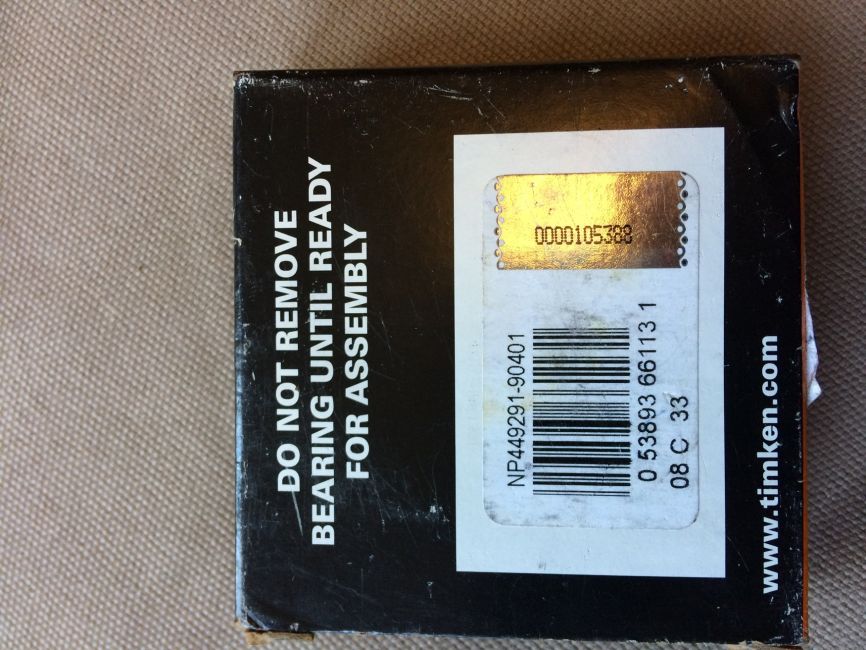 DO NOT REMOVE
BEARING UNTIL READY
FOR ASSEMBLY
0000105388
NP449291-90401
0 53893 66113 1
08 C 33
www.timken.com